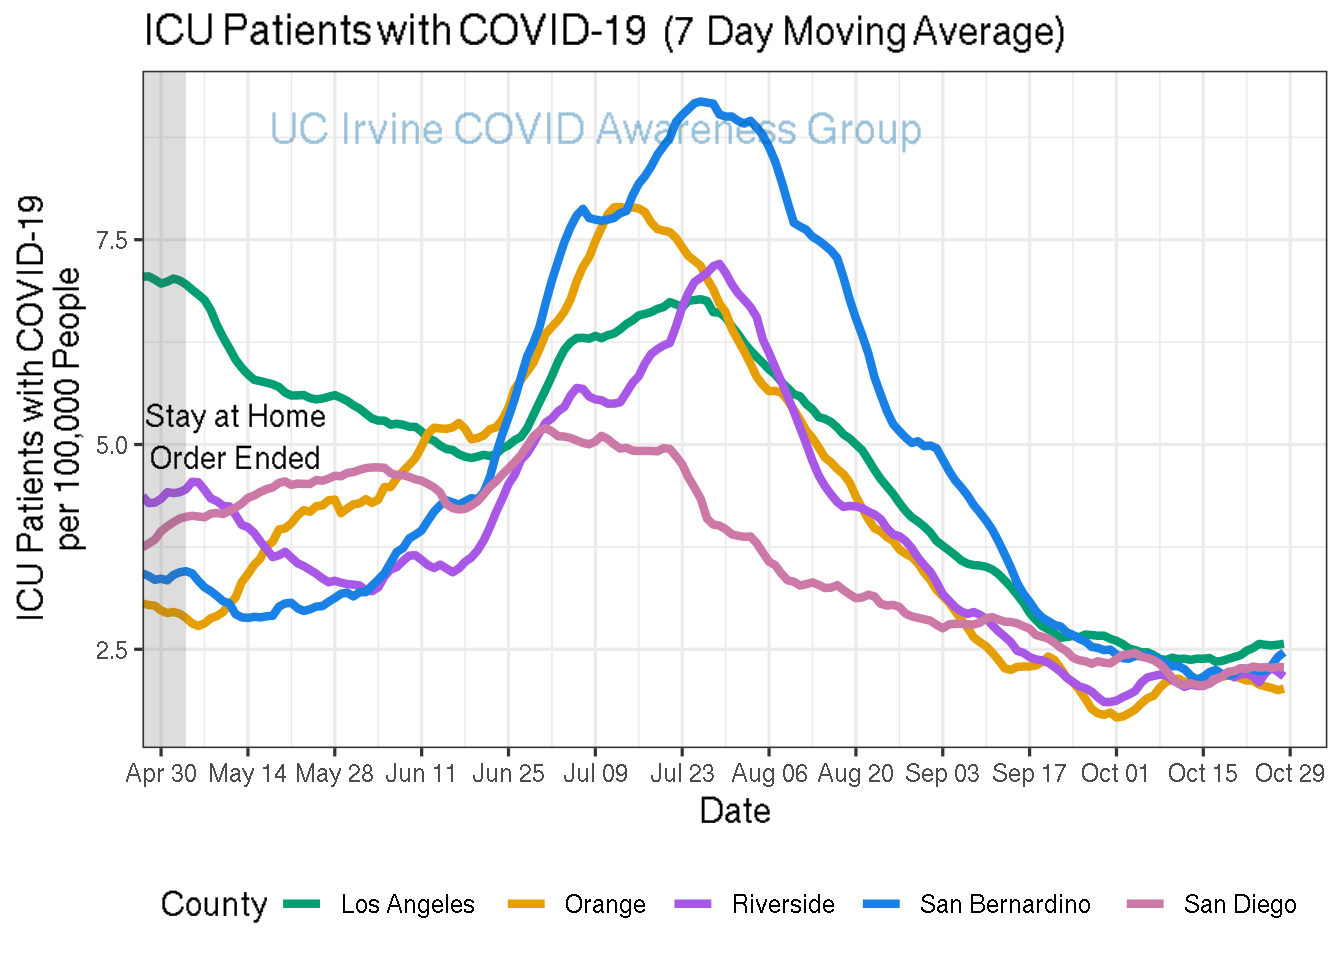 ICU Patients with COVID-19 (7 Day Moving Average)
UC Irvine COVID Awareness Group
ICU Patients with COVID-19
per 100,000 People
7.5
5.0
2.5
Stay at Home
Order Ended
Apr 30 May 14 May 28 Jun 11 Jun 25 Jul 09 Jul 23 Aug 06 Aug 20 Sep 03 Sep 17 Oct 01 Oct 15 Oct 29
Date
County Los Angeles Orange Riverside San Bernardino San Diego